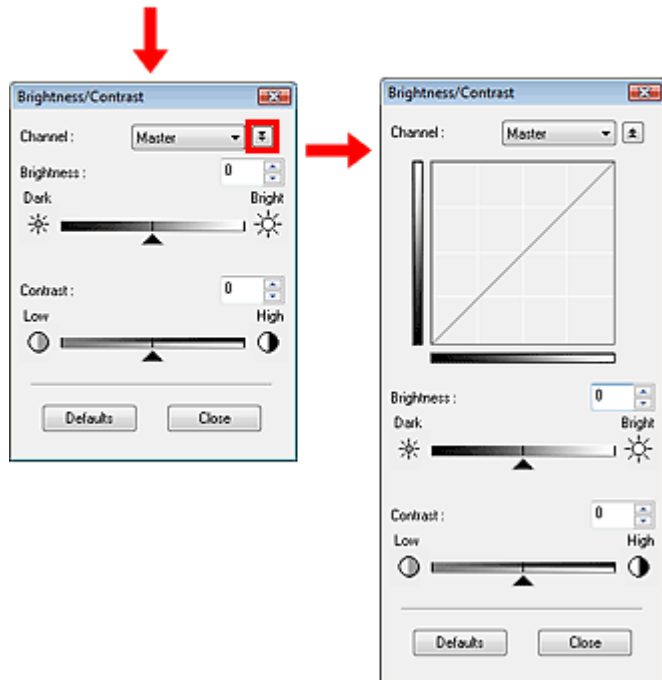 Brightness/Contrast
Channel : Master
Brightness : 0
Dark Bright
Contrast : 0
Low High
Defaults Close
Brightness/Contrast
Channel : Master
Brightness : 0
Dark Bright
Contrast : 0
Low High
Defaults Close